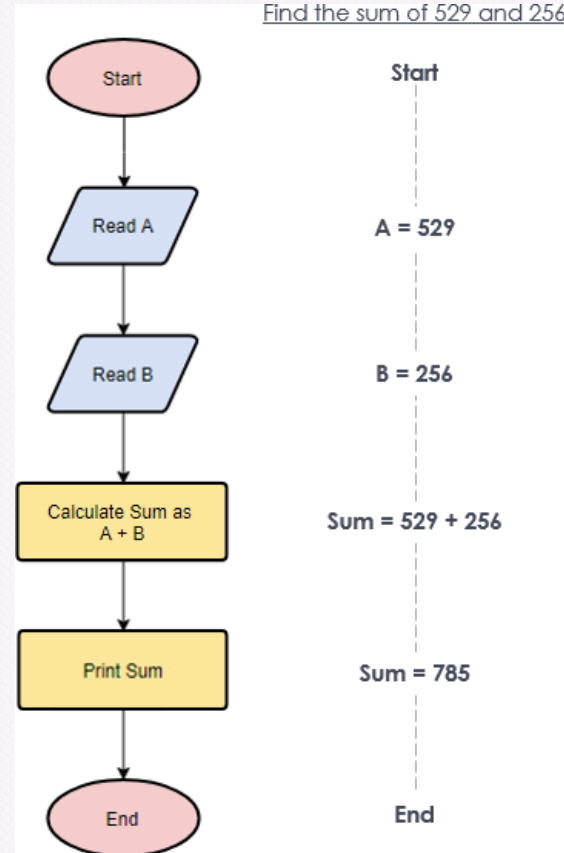 Find the sum of 529 and 256
Start
Start
Read A
A = 529
Read B
B = 256
Calculate Sum as
A + B
Sum = 529 + 256
Print Sum
Sum = 785
End
End